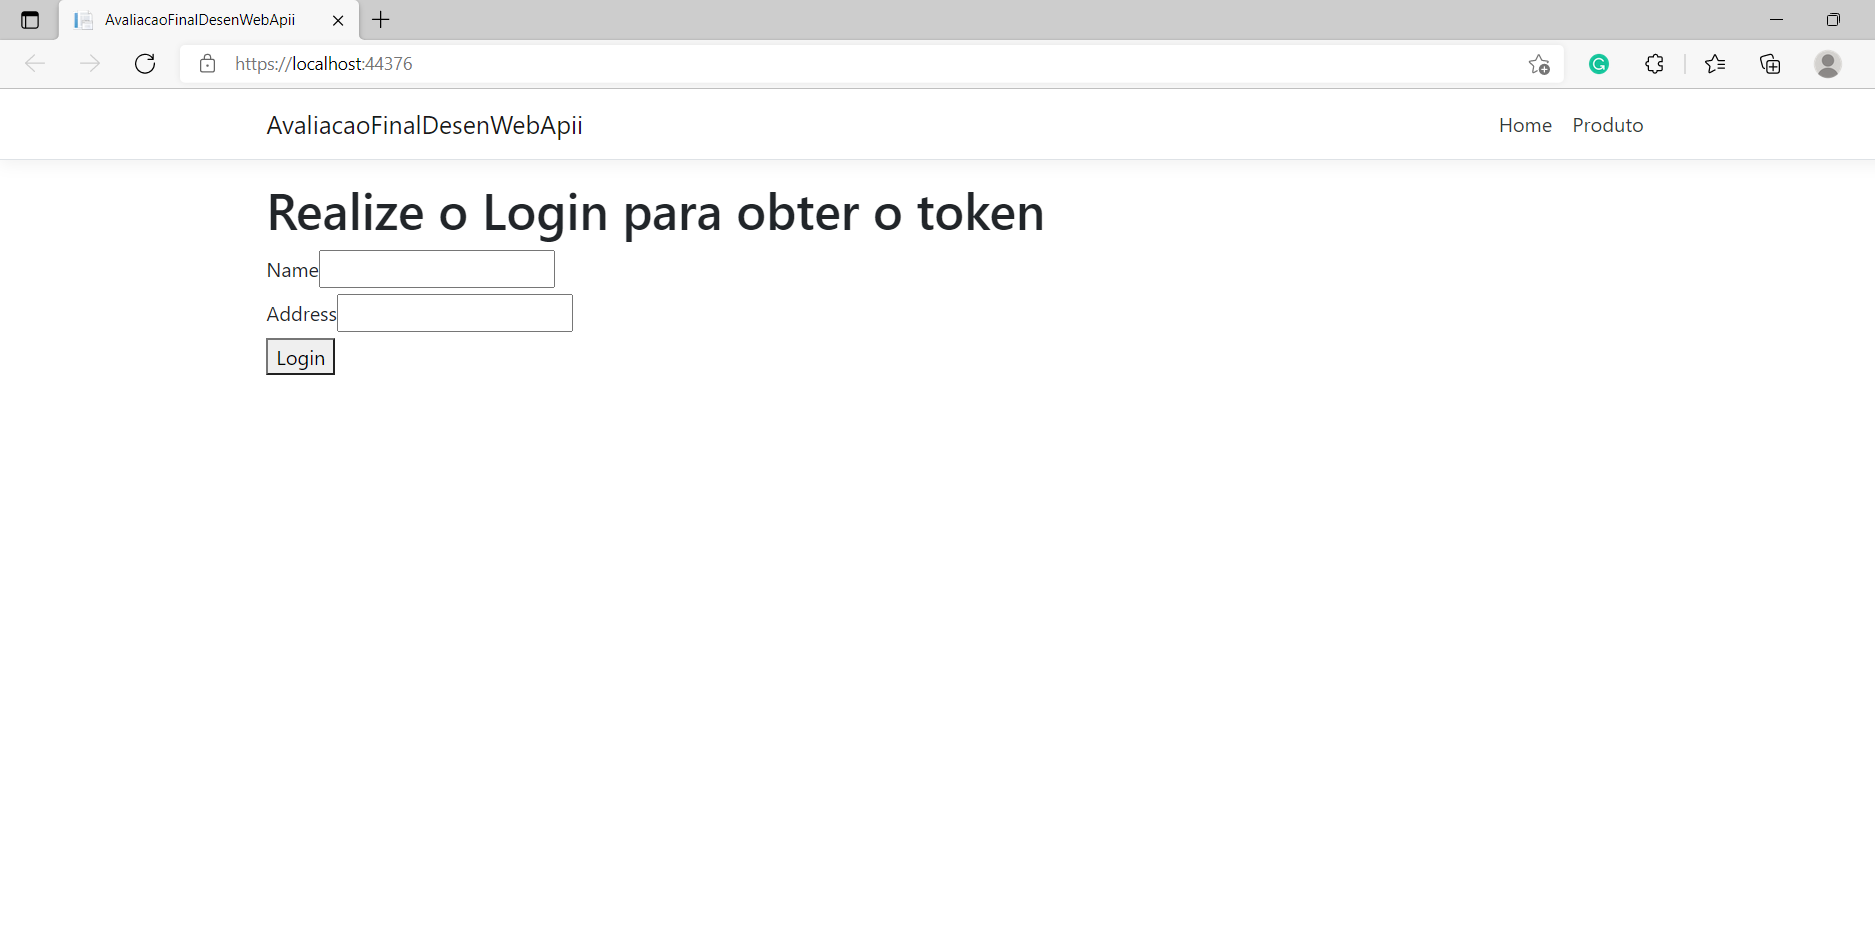 AvaliacaoFinalDesenWebApii
https://localhost:44376
AvaliacaoFinalDesenWebApii
Home
Produto
Realize o Login para obter o token
Name
Address
Login